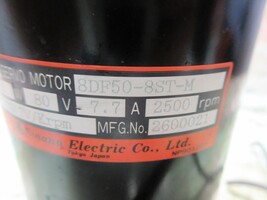 SERVO MOTOR 8DF50-8ST-M
80 V 7.7 A 2500 rpm
/Krpm MFG.No. 2600021
Electric Co., Ltd.
Tokyo Japan